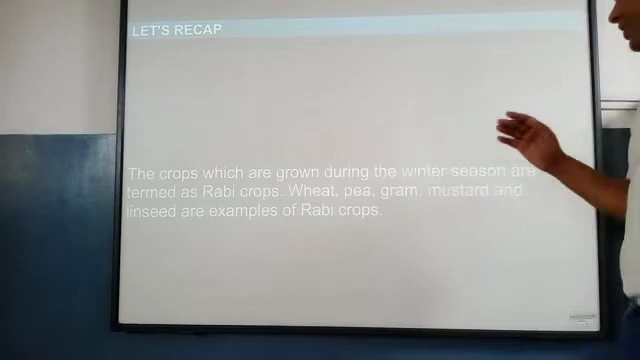 LET'S RECAP
The crops which are grown during the winter season are
termed as Rabi crops. Wheat, pea, gram, mustard and
linseed are examples of Rabi crops.